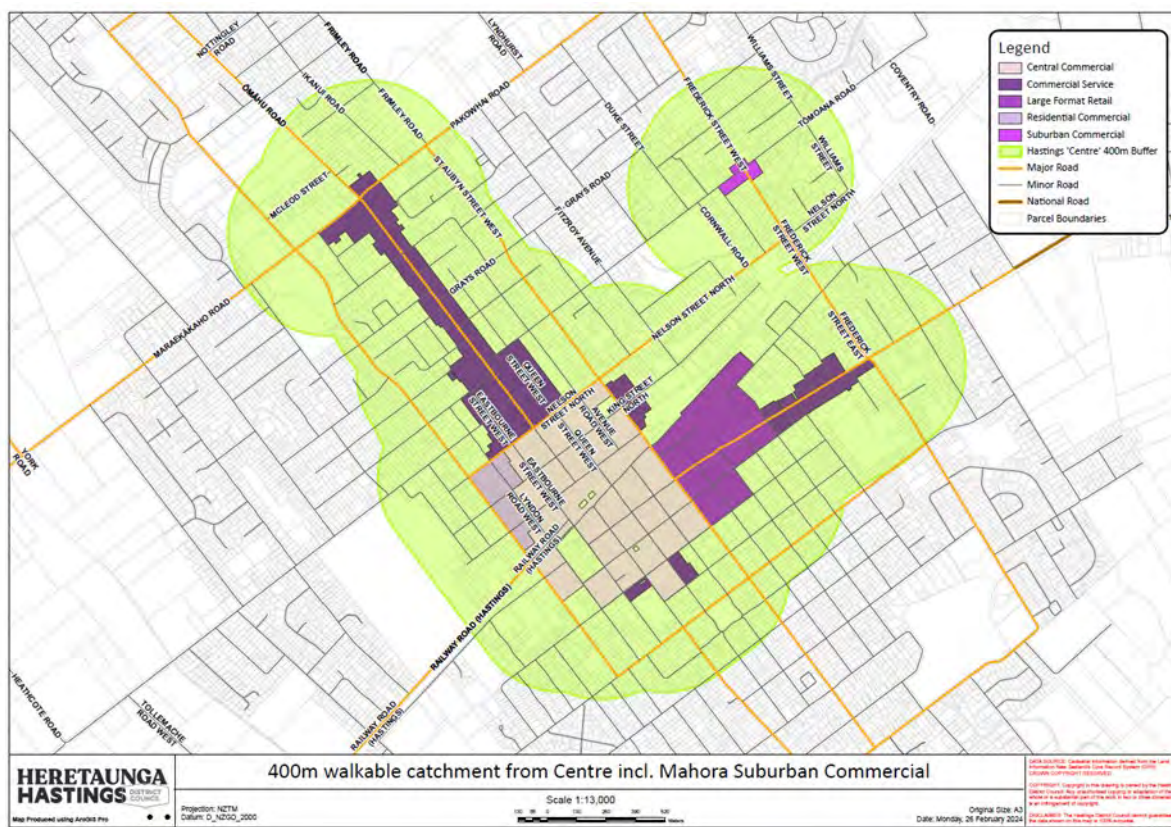 NOTTINGLEY
ROAD
FRIMLEY ROAD
LYNDHURST
ROAD
WILLIAMS STREET
COVENTRY ROAD
OMAHU ROAD
IKANUI ROAD
FRIMLEY ROAD
PAKOWHAI ROAD
DUKE STREET
FREDERICK STREET WEST
TOMOANA ROAD
WILLIAMS
STREET
MCLEOD STREET
ST AUBYN STREET WEST
GRAYS ROAD
FITZROY AVENUE
CORNWALL ROAD
NELSON
STREET NORTH
FREDERICK
STREET WEST
GRAYS ROAD
MARAEKAKAHO ROAD
NELSON STREET NORTH
FREDERICK
STREET EAST
QUEEN
STREET WEST
NELSON
STREET NORTH
KING STREET
NORTH
AVENUE
ROAD WEST
QUEEN
STREET WEST
EASTBOURNE
STREET WEST
EASTBOURNE
STREET WEST
LYNDON
ROAD WEST
YORK
ROAD
RAILWAY ROAD
(HASTINGS)
RAILWAY ROAD (HASTINGS)
RAILWAY ROAD
(HASTINGS)
HEATHCOTE ROAD
TOLLEMACHE
ROAD WEST
Legend
Central Commercial
Commercial Service
Large Format Retail
Residential Commercial
Suburban Commercial
Hastings 'Centre' 400m Buffer
Major Road
Minor Road
National Road
Parcel Boundaries
HERETAUNGA
HASTINGS DISTRICT
COUNCIL
Map Produced using ArcGIS Pro
400m walkable catchment from Centre incl. Mahora Suburban Commercial
Projection: NZTM
Datum: D_NZGD_2000
Scale 1:13,000
Original Size: A3
Date: Monday, 26 February 2024